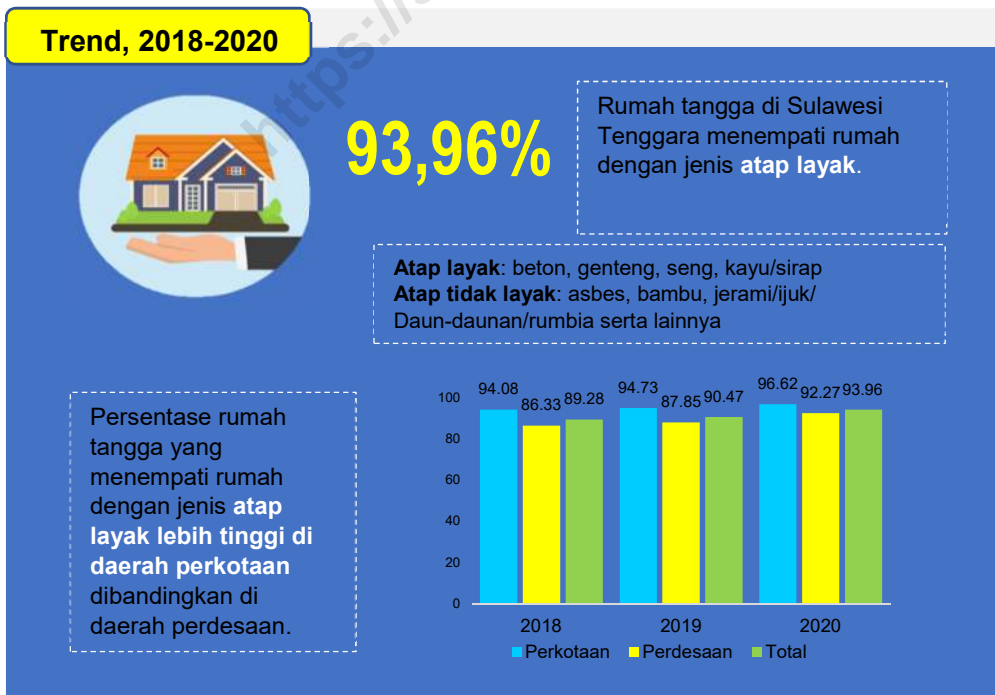 https://s
Trend, 2018-2020
93,96%
Rumah tangga di Sulawesi
Tenggara menempati rumah
dengan jenis atap layak.
Atap layak: beton, genteng, seng, kayu/sirap
Atap tidak layak: asbes, bambu, jerami/ijuk/
Daun-daunan/rumbia serta lainnya
Persentase rumah
tangga yang
menempati rumah
dengan jenis atap
layak lebih tinggi di
daerah perkotaan
dibandingkan di
daerah perdesaan.
94.08 86.33 89.28 94.73 87.85 90.47 96.62 92.27 93.96
100
80
60
40
20
0
2018 2019 2020
Perkotaan Perdesaan Total